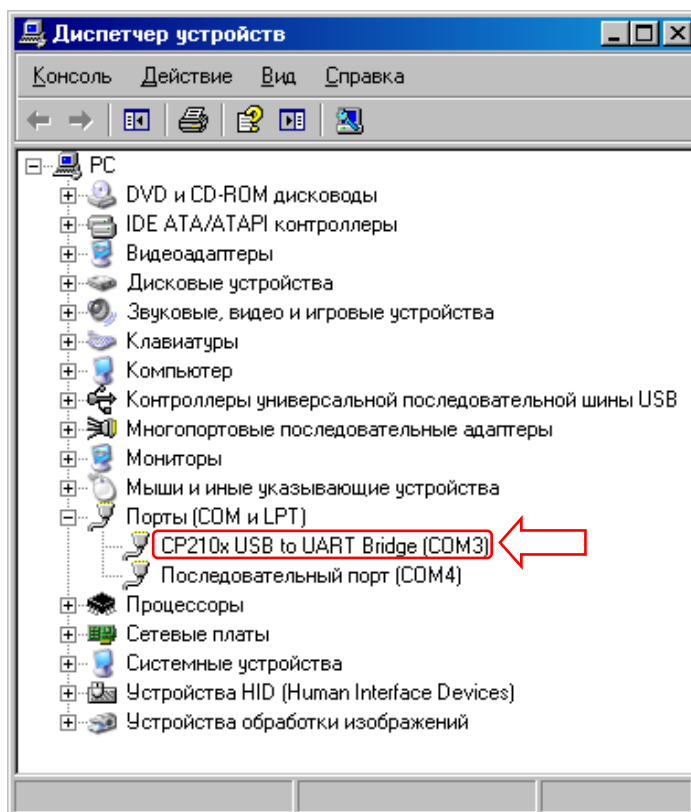 Диспетчер устройств
Консоль Действие Вид Справка
PC
DVD и CD-ROM дисководы
IDE ATA/ATAPI контроллеры
Видеоадаптеры
Дисковые устройства
Звуковые, видео и игровые устройства
Клавиатуры
Компьютер
Контроллеры универсальной последовательной шины USB
Многопортовые последовательные адаптеры
Мониторы
Мыши и иные указывающие устройства
Порты (COM и LPT)
CP210x USB to UART Bridge (COM3)
Последовательный порт (COM4)
Процессоры
Сетевые платы
Системные устройства
Устройства HID (Human Interface Devices)
Устройства обработки изображений